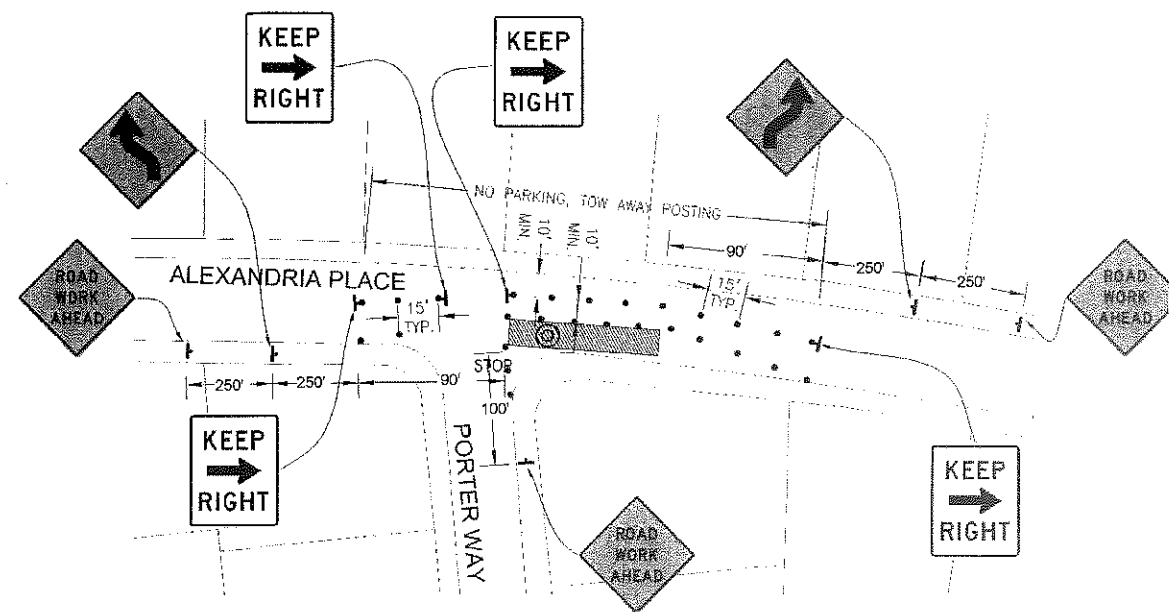 KEEP
RIGHT
KEEP
RIGHT
NO PARKING, TOW AWAY POSTING
10'
MIN.
10'
MIN.
90'
250'
250'
ALEXANDRIA PLACE
ROAD
WORK
AHEAD
15'
TYP.
15'
TYP.
ROAD
WORK
AHEAD
STOP
250'
250'
90'
100'
KEEP
RIGHT
PORTER WAY
KEEP
RIGHT
ROAD
WORK
AHEAD